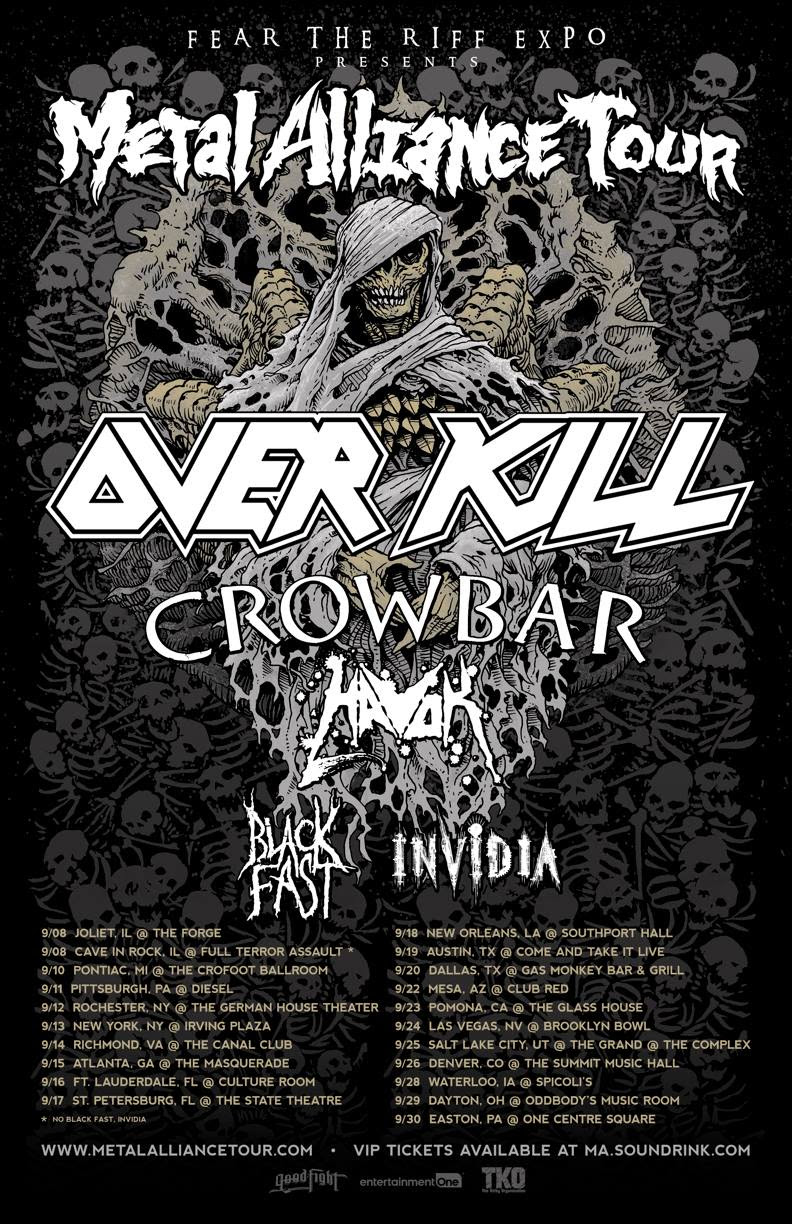 FEAR THE RIFF EXPO
PRESENTS
METAL ALLIANCE TOUR
OVER KILL
CROWBAR
HAVOK
BLACK FAST
INVIDIA
9/08 JOLIET, IL @ THE FORGE
9/08 CAVE IN ROCK, IL @ FULL TERROR ASSAULT *
9/10 PONTIAC, MI @ THE CROFOOT BALLROOM
9/11 PITTSBURGH, PA @ DIESEL
9/12 ROCHESTER, NY @ THE GERMAN HOUSE THEATER
9/13 NEW YORK, NY @ IRVING PLAZA
9/14 RICHMOND, VA @ THE CANAL CLUB
9/15 ATLANTA, GA @ THE MASQUERADE
9/16 FT. LAUDERDALE, FL @ CULTURE ROOM
9/17 ST. PETERSBURG, FL @ THE STATE THEATRE
* NO BLACK FAST, INVIDIA
9/18 NEW ORLEANS, LA @ SOUTHPORT HALL
9/19 AUSTIN, TX @ COME AND TAKE IT LIVE
9/20 DALLAS, TX @ GAS MONKEY BAR & GRILL
9/22 MESA, AZ @ CLUB RED
9/23 POMONA, CA @ THE GLASS HOUSE
9/24 LAS VEGAS, NV @ BROOKLYN BOWL
9/25 SALT LAKE CITY, UT @ THE GRAND @ THE COMPLEX
9/26 DENVER, CO @ THE SUMMIT MUSIC HALL
9/28 WATERLOO, IA @ SPICOLI'S
9/29 DAYTON, OH @ ODDBODY'S MUSIC ROOM
9/30 EASTON, PA @ ONE CENTRE SQUARE
WWW.METALALLIANCETOUR.COM • VIP TICKETS AVAILABLE AT MA.SOUNDRINK.COM
good fight
entertainment One
TKO